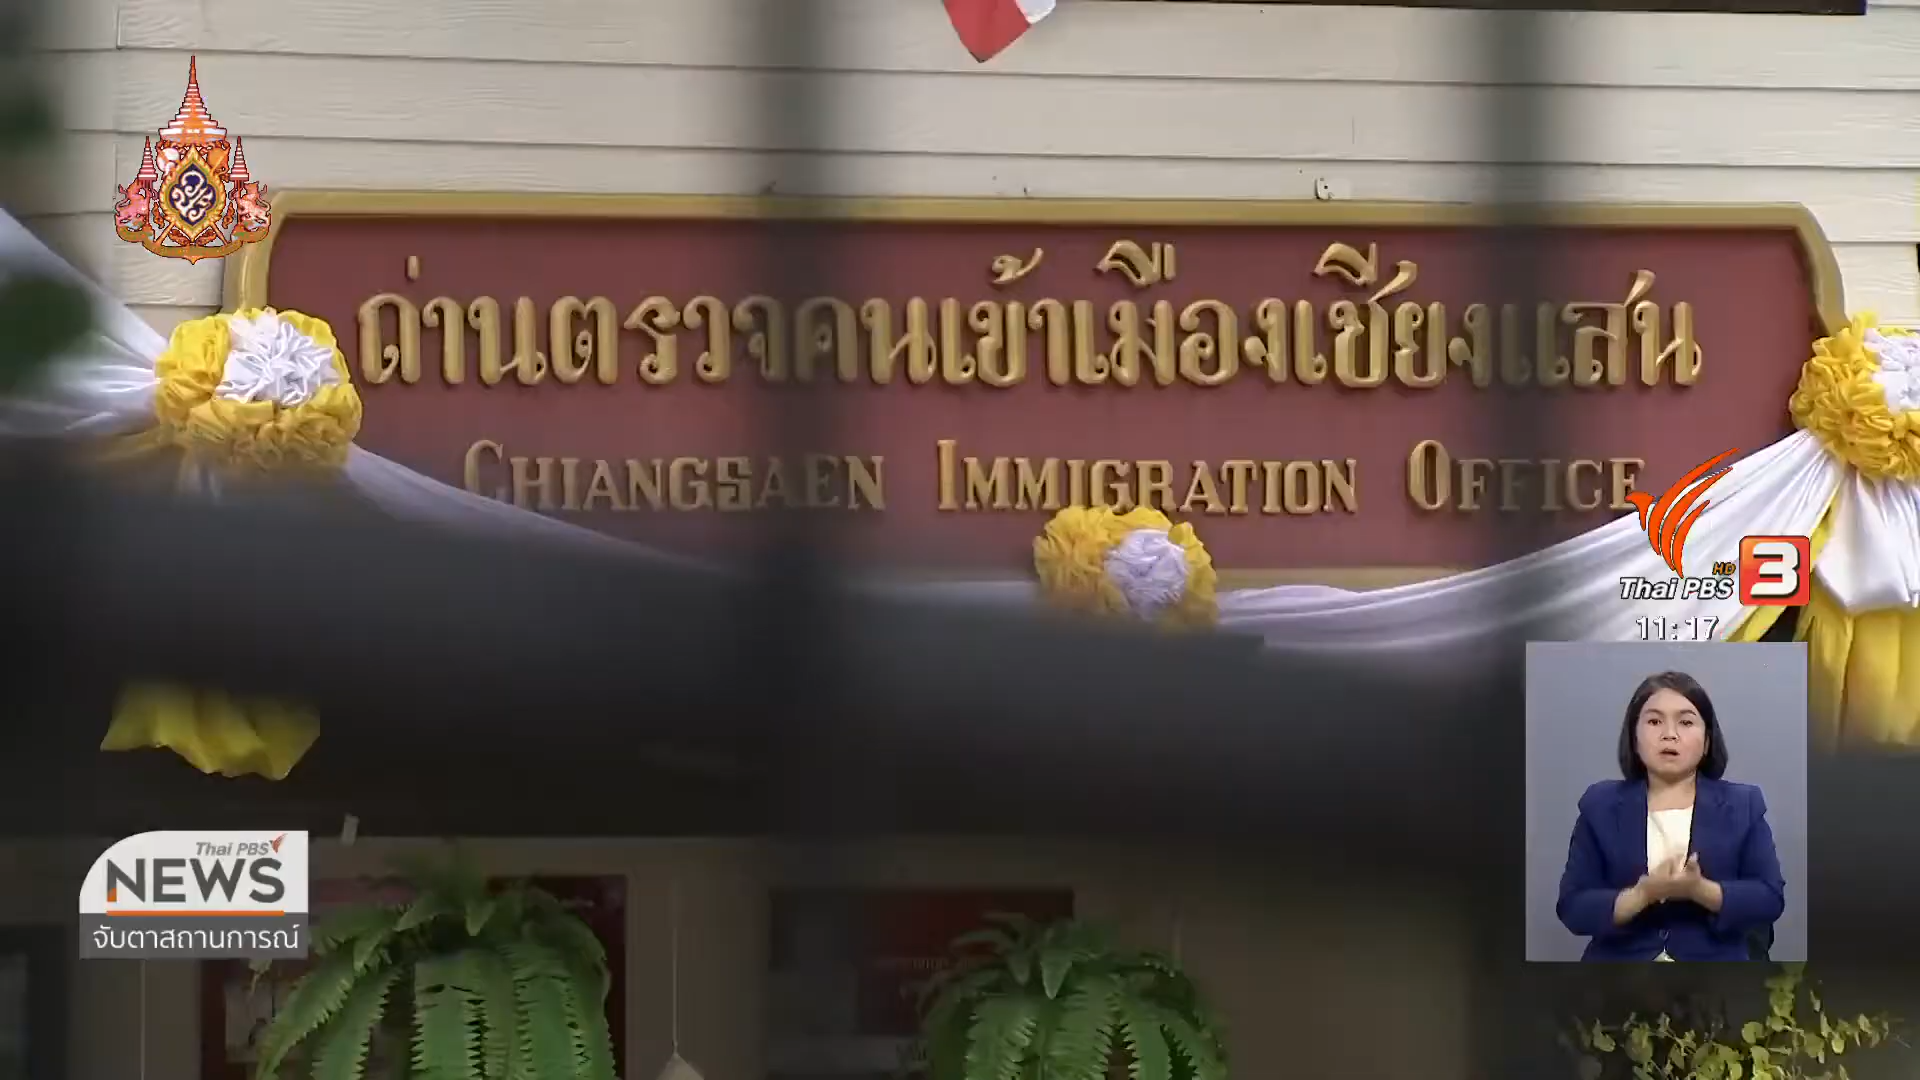 ด่านตรวจคนเข้าเมืองเชียงแสน
CHIANGSAEN IMMIGRATION OFFICE
Thai PBS HD 3
11:17
Thai PBS
NEWS
จับตาสถานการณ์